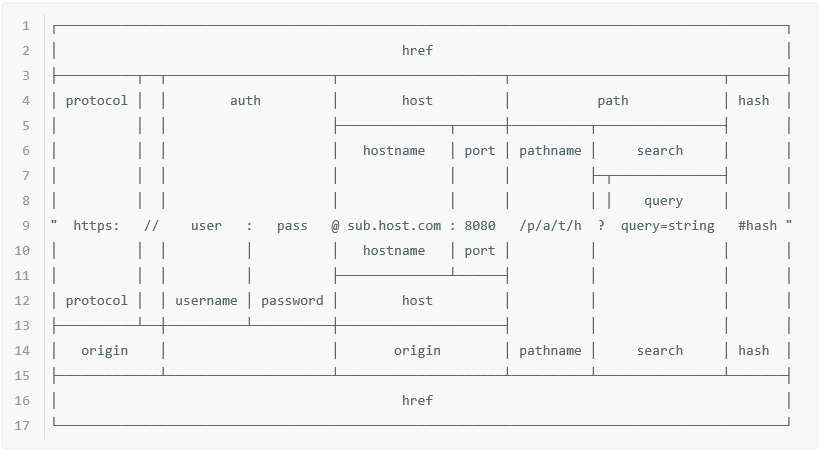 1
2 href
3
4 protocol auth host path hash
5
6 hostname port pathname search
7
8 query
9 " https: // user : pass @ sub.host.com : 8080 /p/a/t/h ? query=string #hash "
10 hostname port
11
12 protocol username password host
13
14 origin origin pathname search hash
15
16 href
17